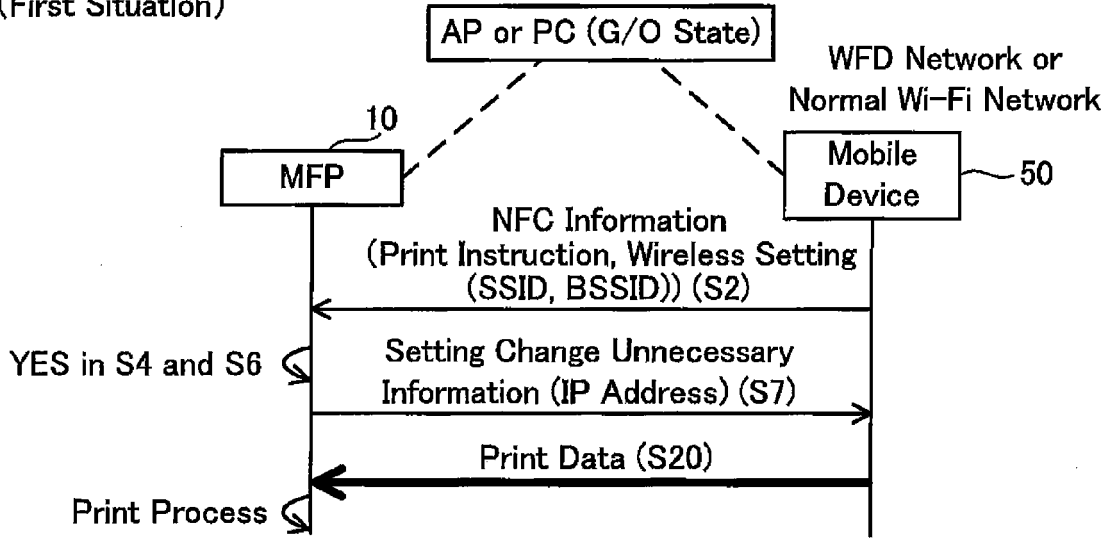 (First Situation)
AP or PC (G/O State)
WFD Network or
Normal Wi-Fi Network
10
MFP
Mobile
Device
50
NFC Information
(Print Instruction, Wireless Setting
(SSID, BSSID)) (S2)
YES in S4 and S6
Setting Change Unnecessary
Information (IP Address) (S7)
Print Data (S20)
Print Process